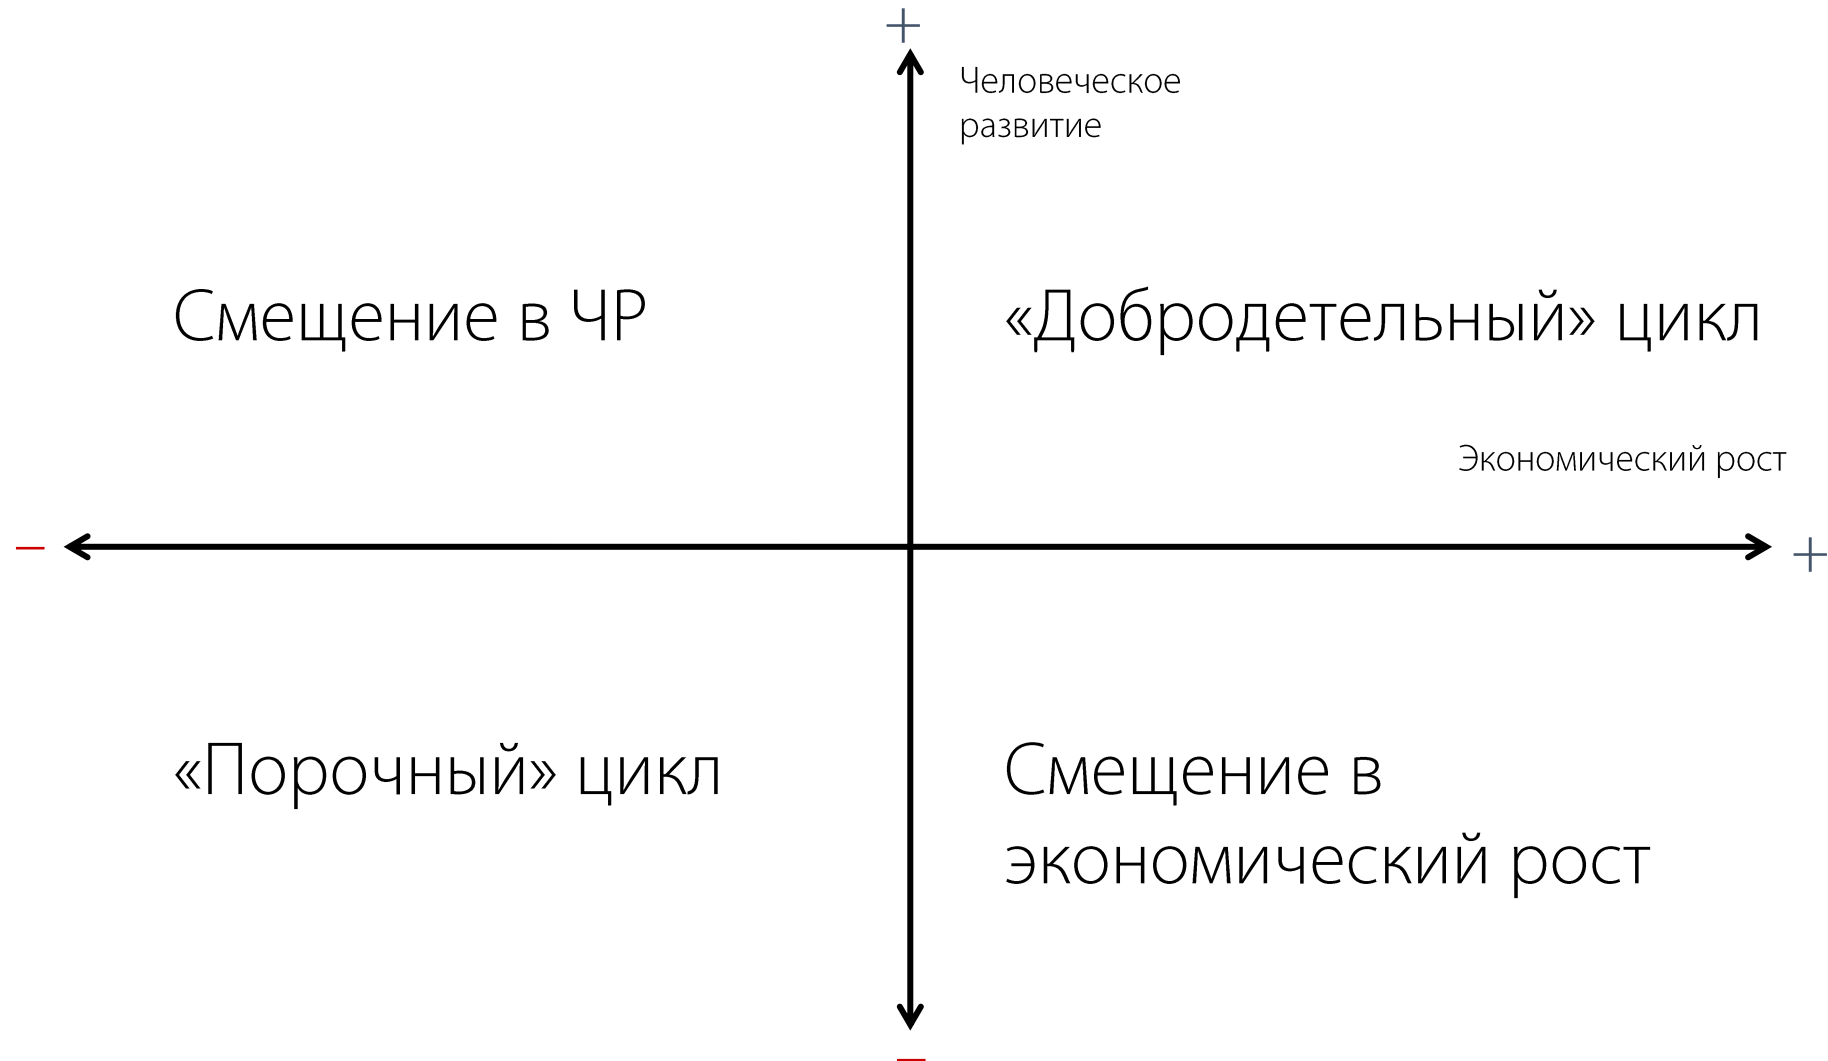 +
Человеческое
развитие
Смещение в ЧР
«Добродетельный» цикл
Экономический рост
–
+
«Порочный» цикл
Смещение в
экономический рост
–